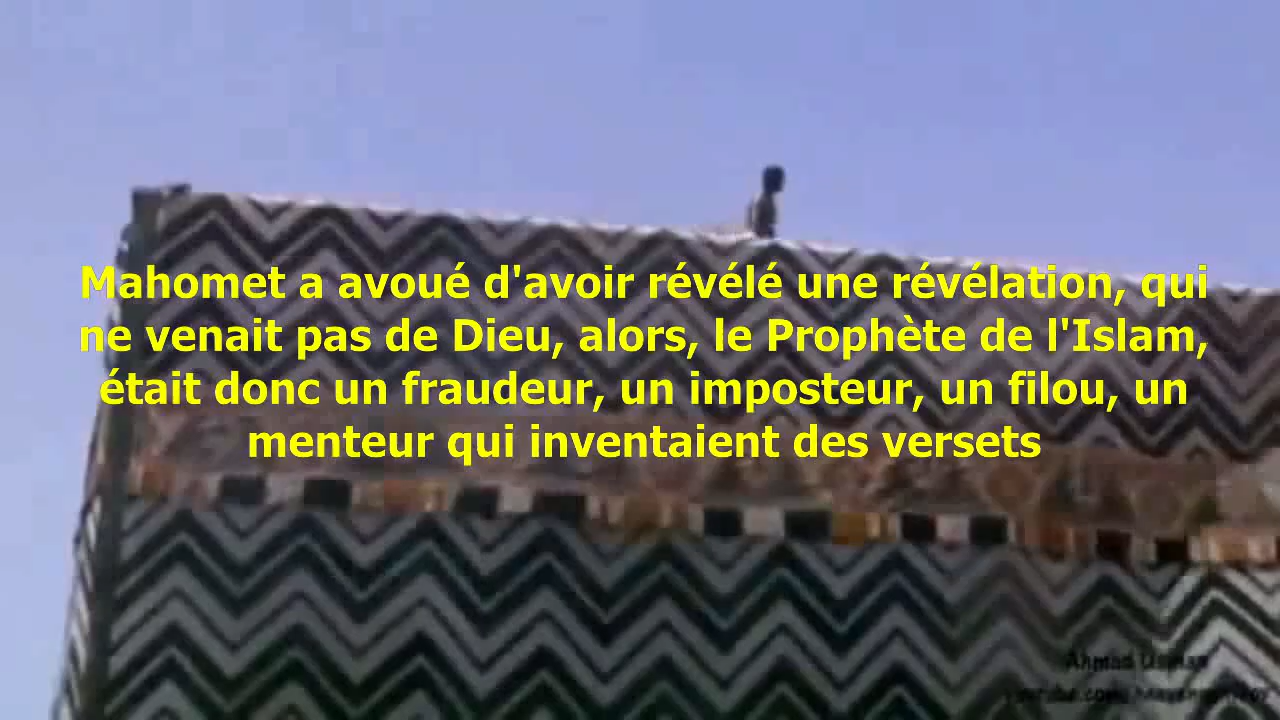 Mahomet a avoué d'avoir révélé une révélation, qui
ne venait pas de Dieu, alors, le Prophète de l'Islam,
était donc un fraudeur, un imposteur, un filou, un
menteur qui inventaient des versets
Ahmad